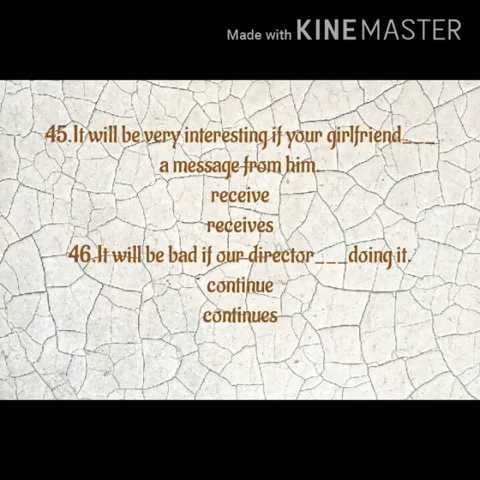 Made with KINEMASTER
45.It will be very interesting if your girlfriend___
a message from him.
receive
receives
46.It will be bad if our director___doing it.
continue
continues